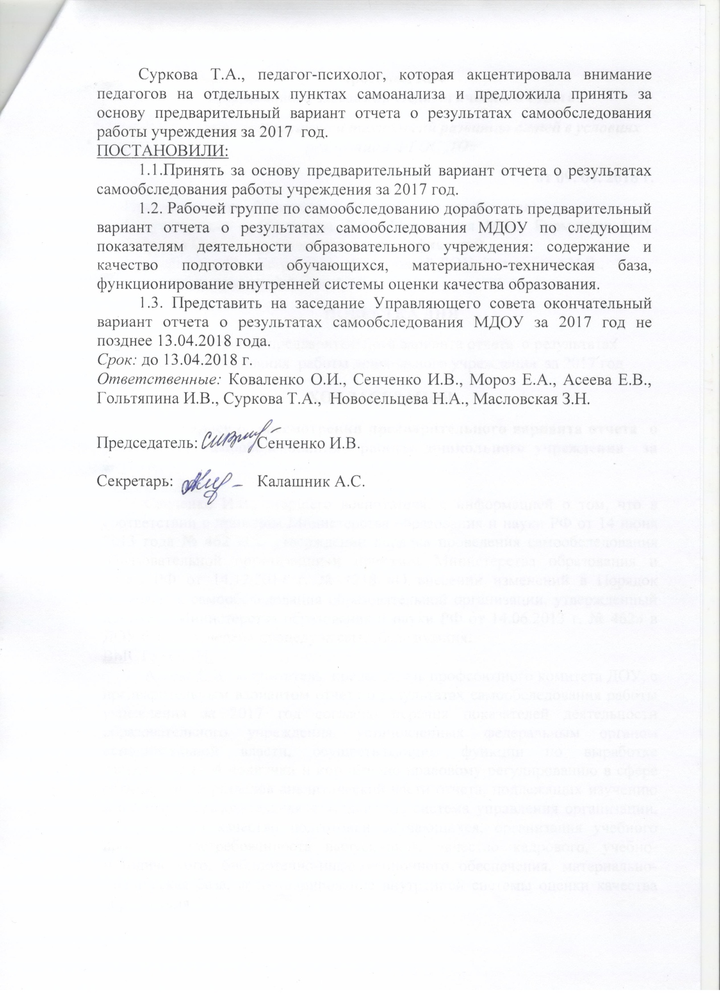 Суркова Т.А., педагог-психолог, которая акцентировала внимание
педагогов на отдельных пунктах самоанализа и предложила принять за
основу предварительный вариант отчета о результатах самообследования
работы учреждения за 2017 год.
ПОСТАНОВИЛИ:
1.1.Принять за основу предварительный вариант отчета о результатах
самообследования работы учреждения за 2017 год.
1.2. Рабочей группе по самообследованию доработать предварительный
вариант отчета о результатах самообследования МДОУ по следующим
показателям деятельности образовательного учреждения: содержание и
качество подготовки обучающихся, материально-техническая база,
функционирование внутренней системы оценки качества образования.
1.3. Представить на заседание Управляющего совета окончательный
вариант отчета о результатах самообследования МДОУ за 2017 год не
позднее 13.04.2018 года.
Срок: до 13.04.2018 г.
Ответственные: Коваленко О.И., Сенченко И.В., Мороз Е.А., Асеева Е.В.,
Гольтяпина И.В., Суркова Т.А., Новосельцева Н.А., Масловская З.Н.
Председатель: Сенченко И.В.
Секретарь: Калашник А.С.